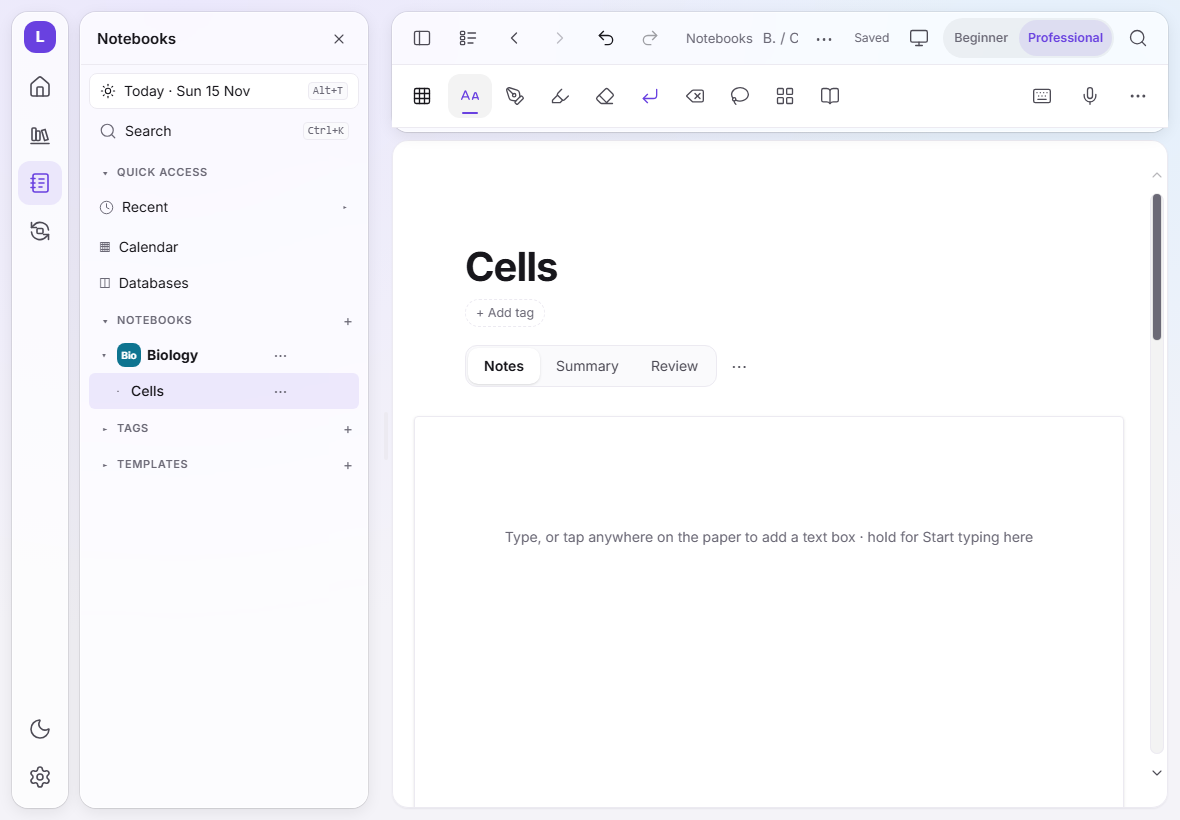 L
Notebooks
Today · Sun 15 Nov Alt+T
Search Ctrl+K
QUICK ACCESS
Recent
Calendar
Databases
NOTEBOOKS +
Bio Biology ...
Cells ...
TAGS +
TEMPLATES +
Notebooks B. / C ... Saved Beginner Professional
AA
Cells
+ Add tag
Notes Summary Review ...
Type, or tap anywhere on the paper to add a text box · hold for Start typing here